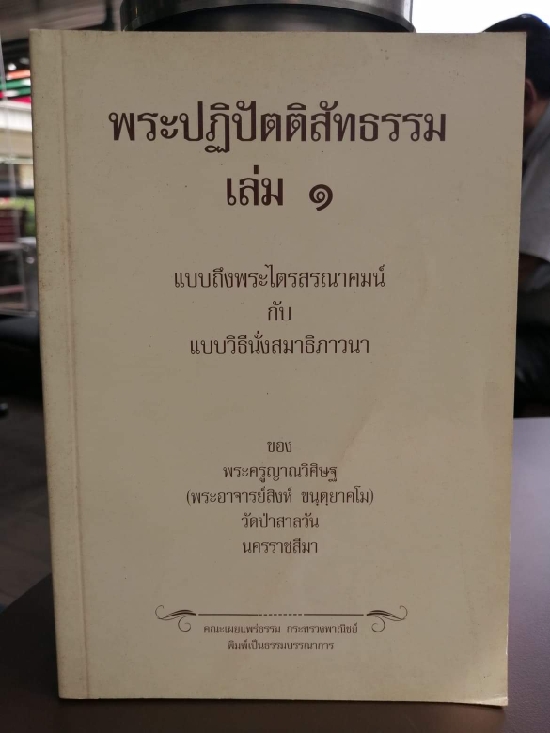 พระปฏิปัตติสัทธรรม
เล่ม ๑
แบบถึงพระไตรสรณาคมน์
กับ
แบบวิธีนั่งสมาธิภาวนา
ของ
พระครูญาณวิศิษฐ
(พระอาจารย์สิงห์ ขนฺตฺยาคโม)
วัดป่าสาลวัน
นครราชสีมา
คณะเผยแพร่ธรรม กระทรวงพาณิชย์
พิมพ์เป็นธรรมบรรณาการ